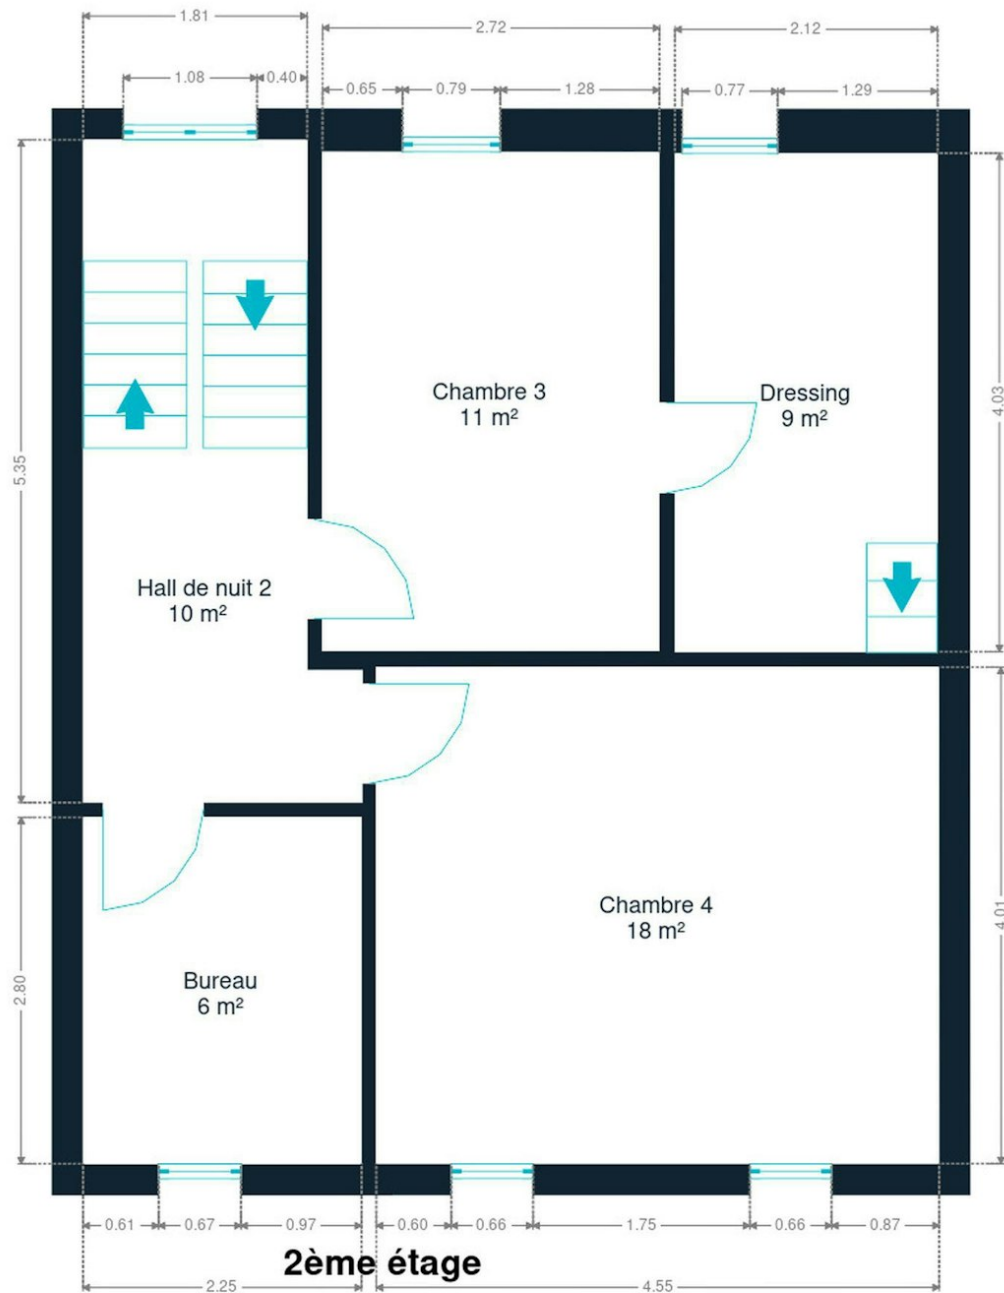 1.81
2.72
2.12
1.08
0.40
0.65
0.79
1.28
0.77
1.29
5.35
4.03
Chambre 3
11 m²
Dressing
9 m²
Hall de nuit 2
10 m²
Chambre 4
18 m²
4.01
Bureau
6 m²
2.80
0.61
0.67
0.97
0.60
0.66
1.75
0.66
0.87
2ème étage
2.25
4.55